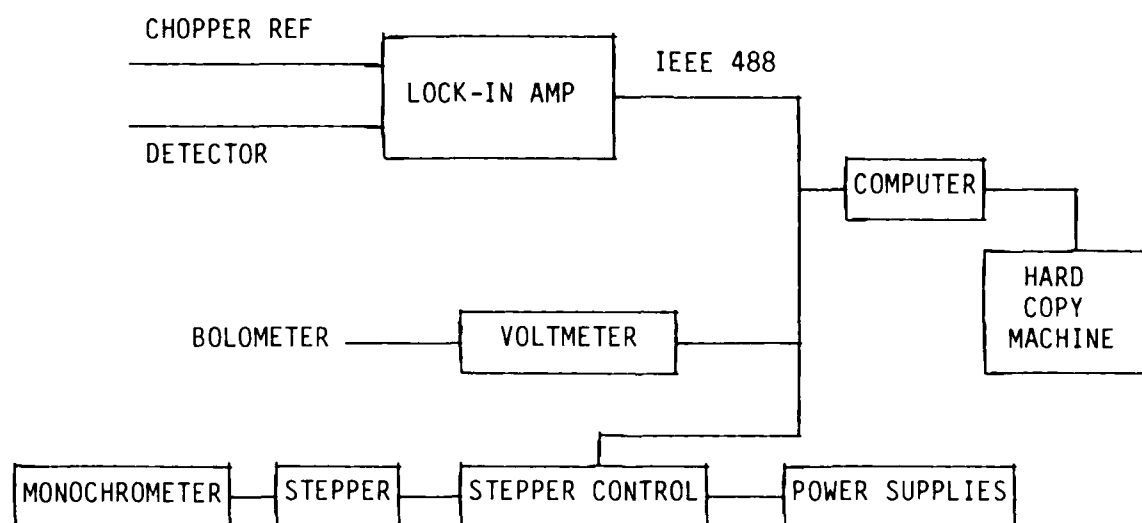 CHOPPER REF
LOCK-IN AMP
IEEE 488
DETECTOR
COMPUTER
HARD
COPY
MACHINE
BOLOMETER
VOLTMETER
MONOCHROMETER
STEPPER
STEPPER CONTROL
POWER SUPPLIES